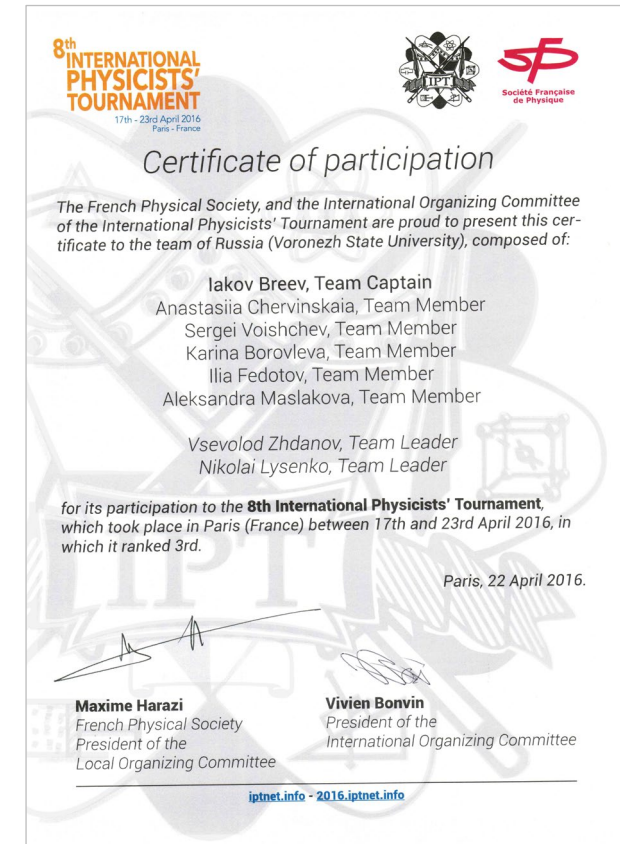 8th
INTERNATIONAL
PHYSICISTS'
TOURNAMENT
17th - 23rd April 2016
Paris - France
IPT
sfp
Société Française
de Physique
Certificate of participation
The French Physical Society, and the International Organizing Committee
of the International Physicists' Tournament are proud to present this cer-
tificate to the team of Russia (Voronezh State University), composed of:
Iakov Breev, Team Captain
Anastasiia Chervinskaia, Team Member
Sergei Voishchev, Team Member
Karina Borovleva, Team Member
Ilia Fedotov, Team Member
Aleksandra Maslakova, Team Member
Vsevolod Zhdanov, Team Leader
Nikolai Lysenko, Team Leader
for its participation to the 8th International Physicists' Tournament,
which took place in Paris (France) between 17th and 23rd April 2016, in
which it ranked 3rd.
IPT
Paris, 22 April 2016.
Maxime Harazi
French Physical Society
President of the
Local Organizing Committee
Vivien Bonvin
President of the
International Organizing Committee
iptnet.info - 2016.iptnet.info